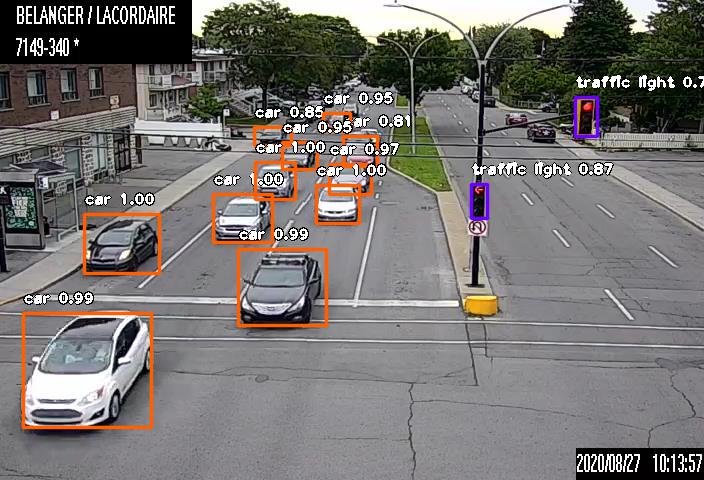 BELANGER / LACORDAIRE
7149-340 *
traffic light 0.7
car 0.95
car 0.85
car 0.95
0.81
car 1.00
car 0.97
car 1.00
traffic light 0.87
car 1.00
car 1.00
car 0.99
car 0.99
2020/08/27 10:13:57